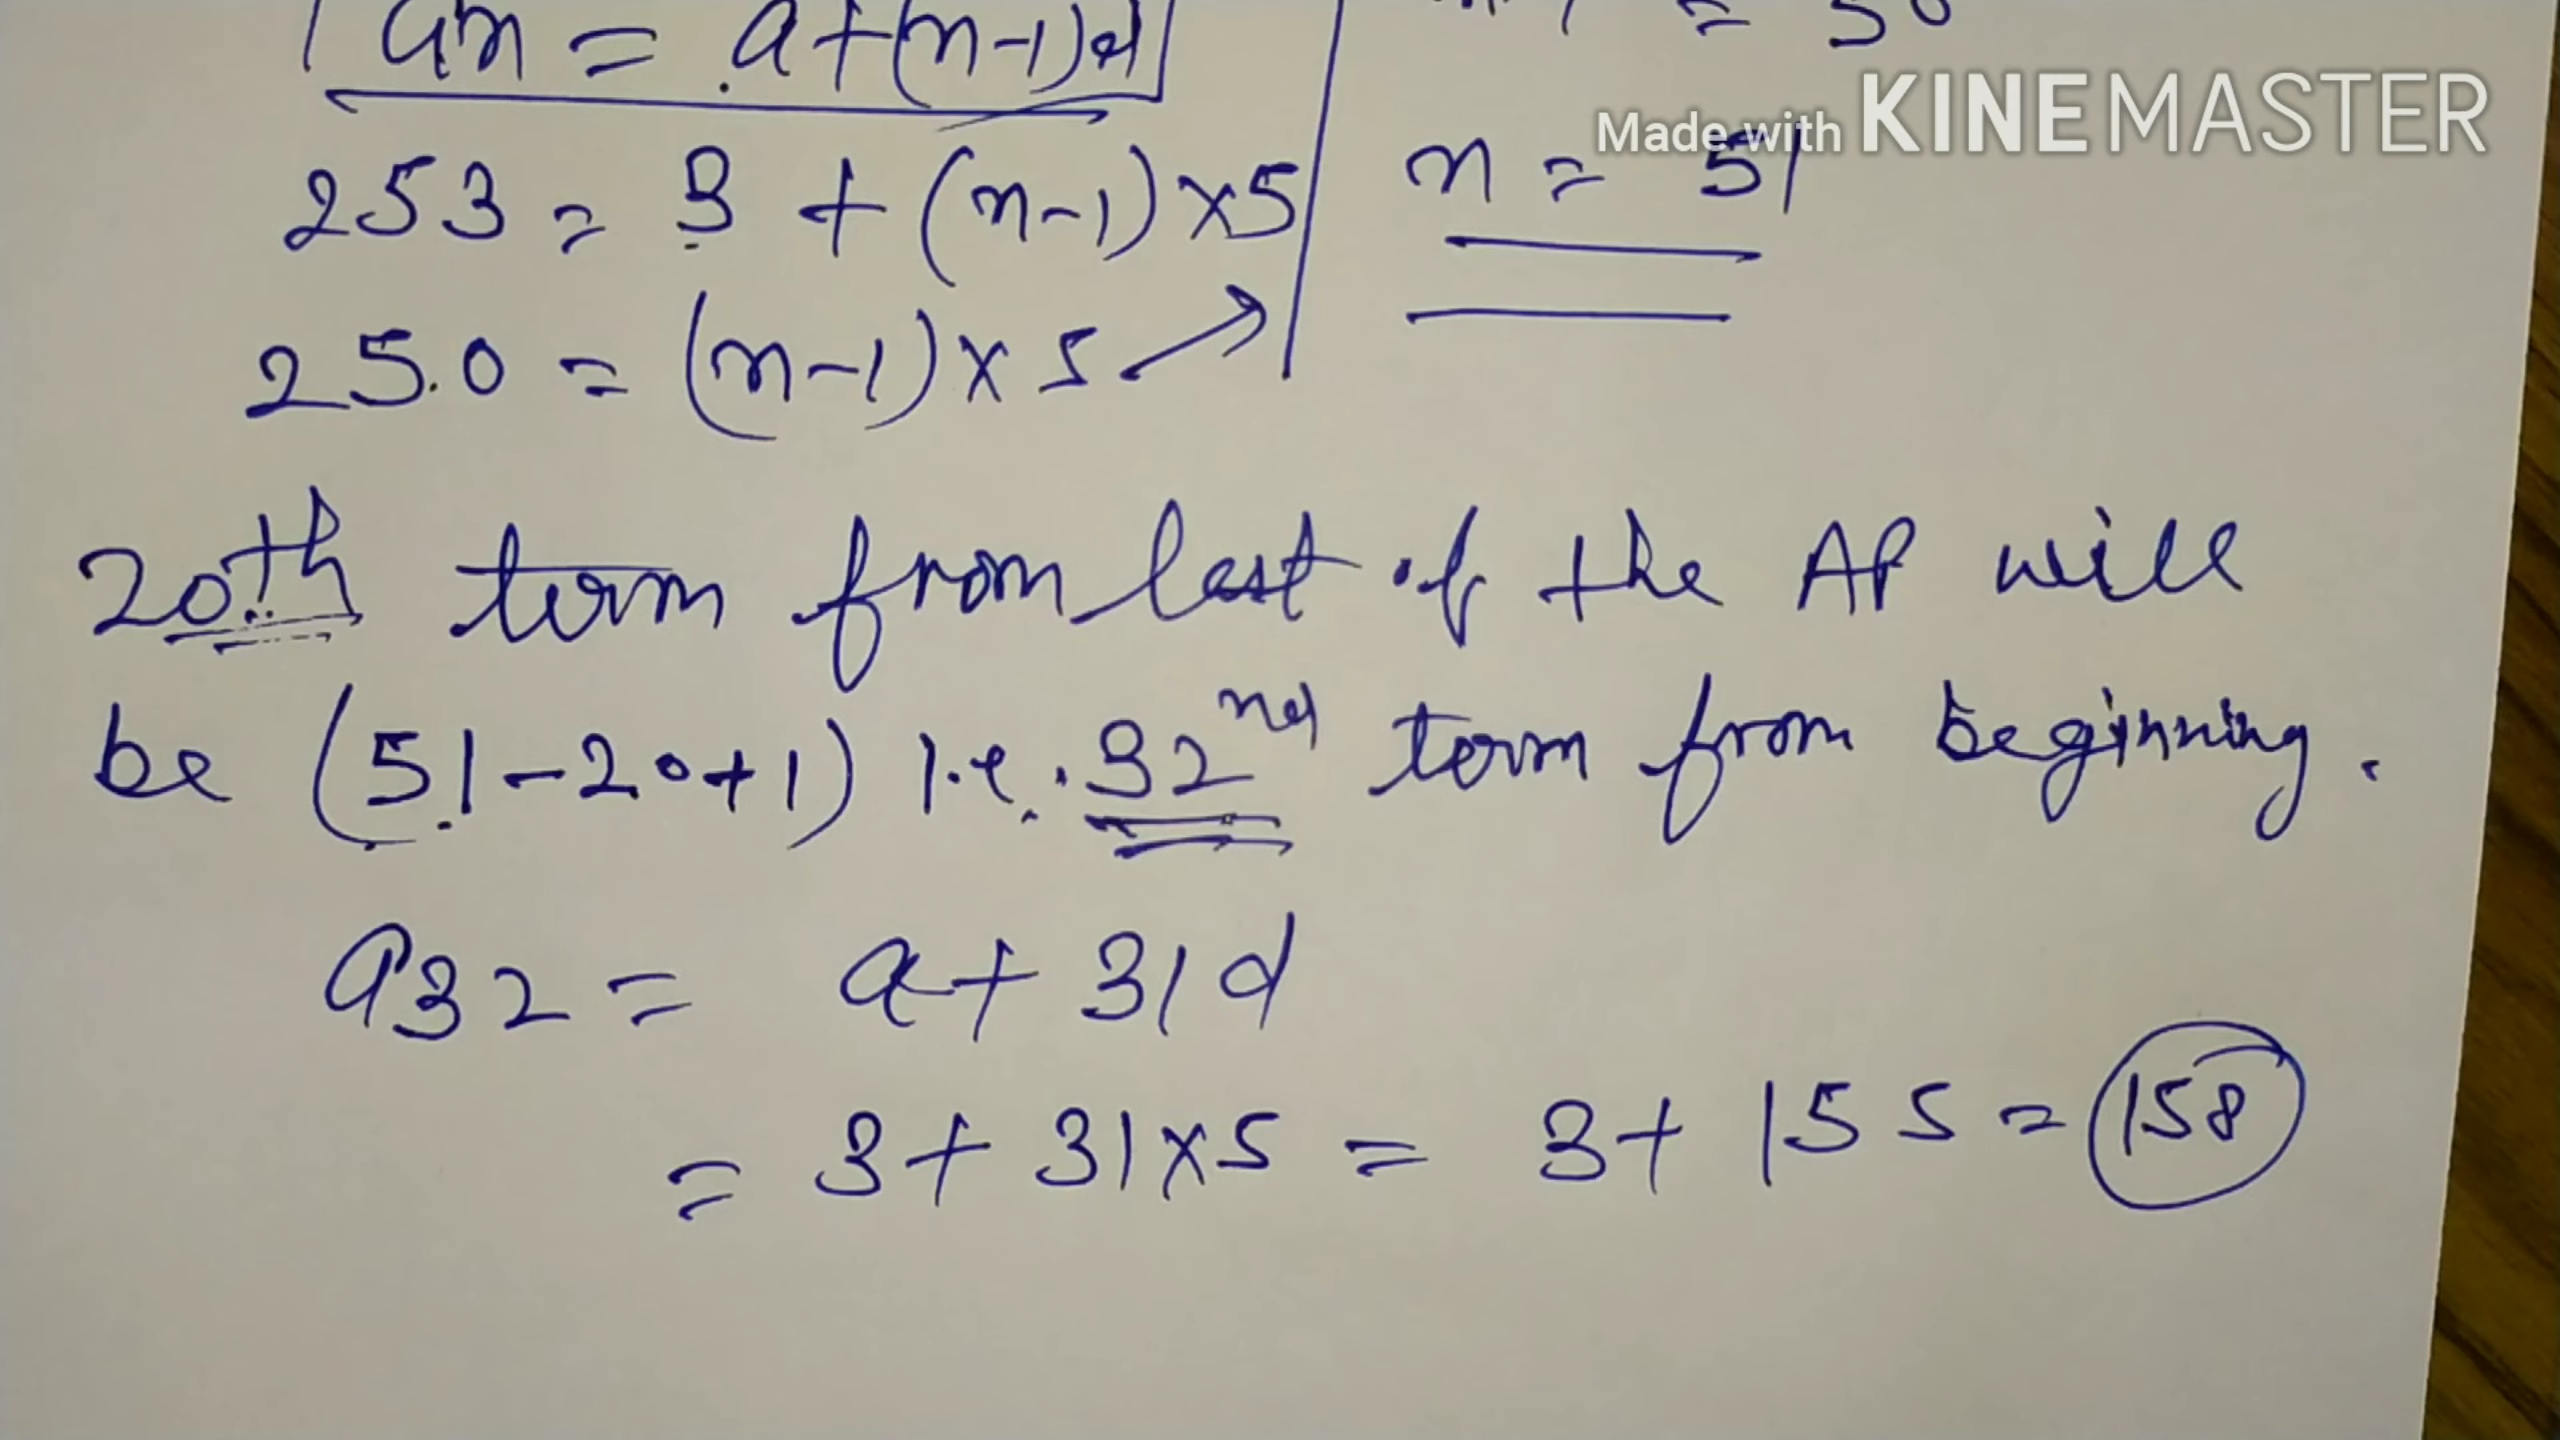 an = a+(n-1)d
= 50
Made with KINEMASTER
253 = 3 + (n-1)×5
n = 51
250 = (n-1)×5
20th term from last of the AP will
be (51-20+1) i.e. 32nd term from beginning.
a32 = a+31d
= 3+31×5 = 3+155 = 158